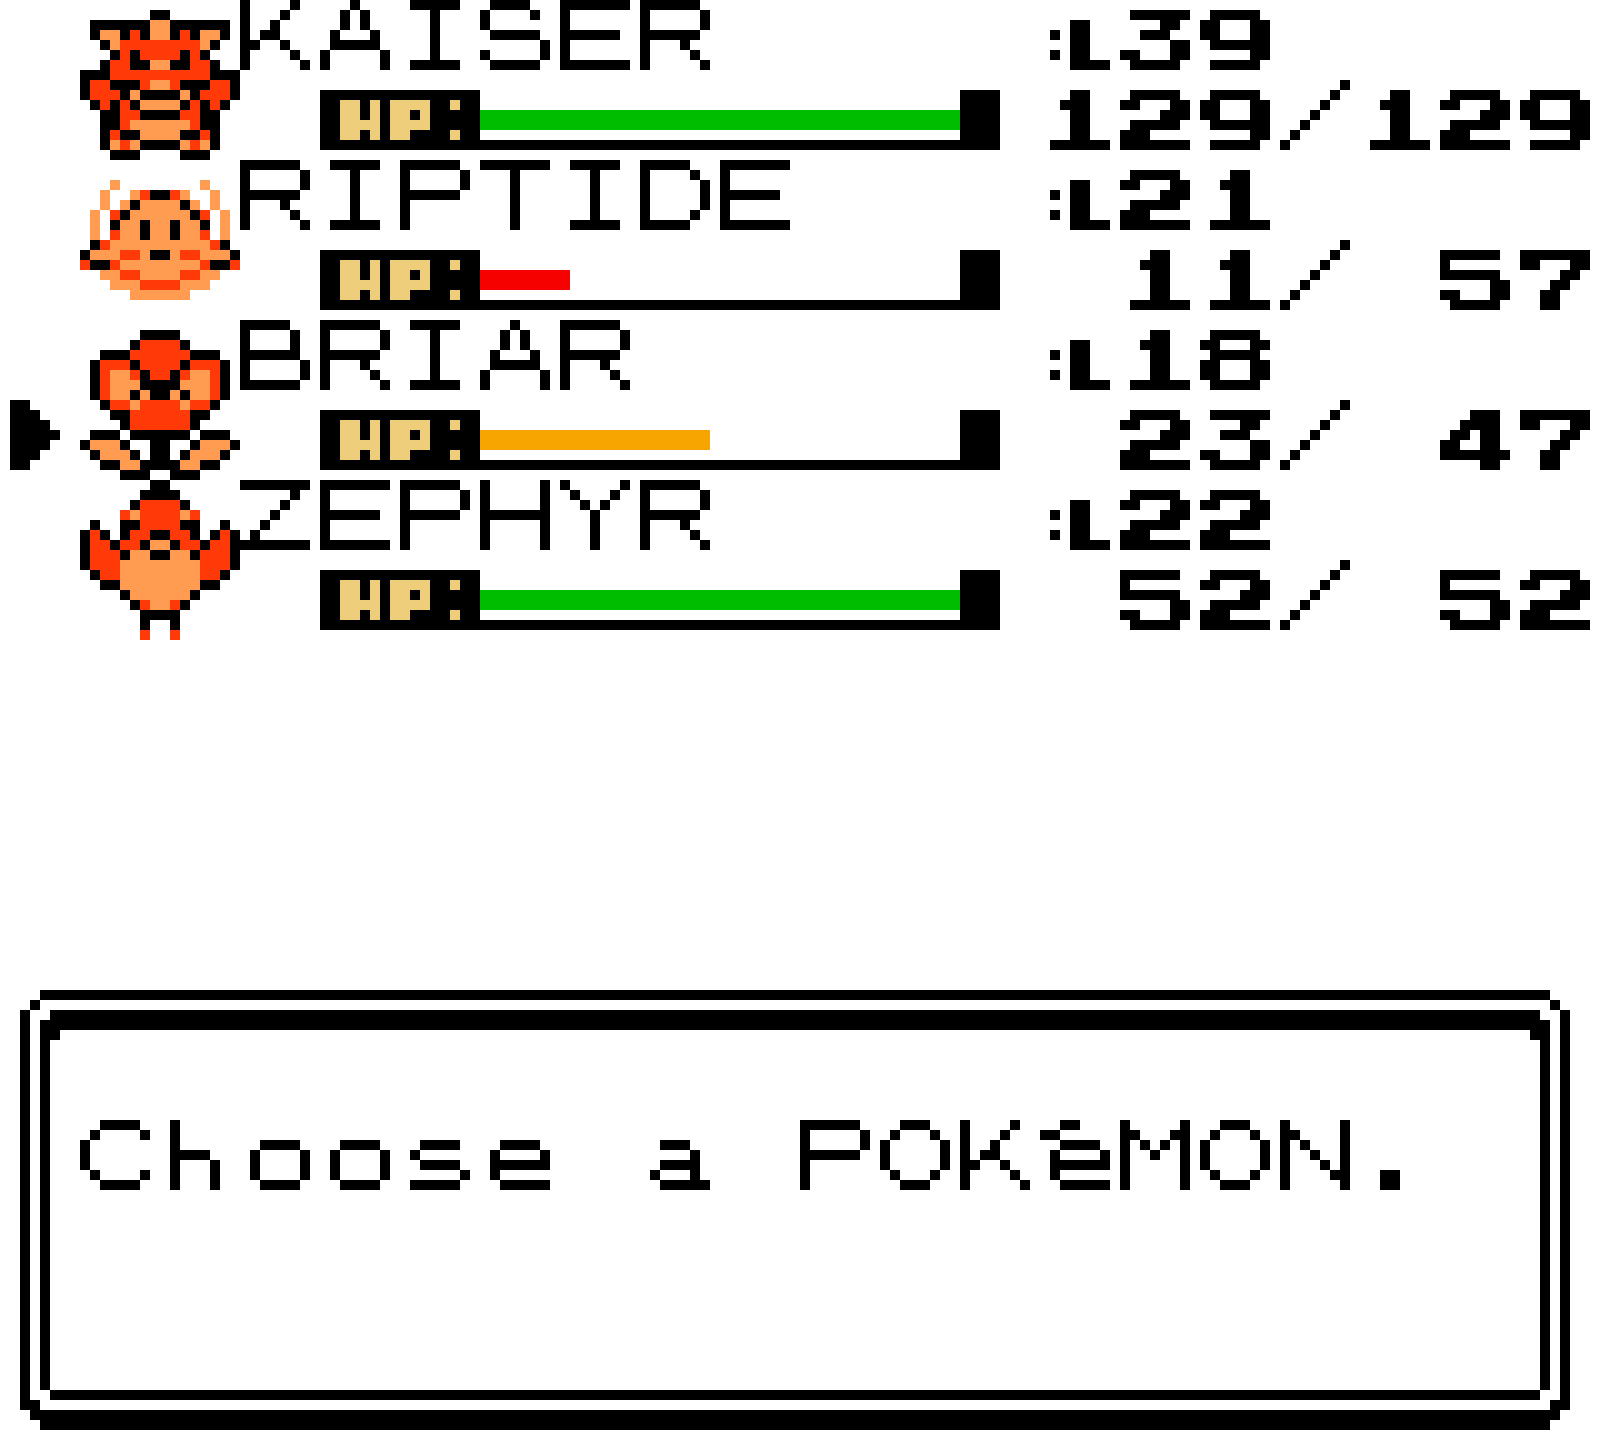 KAISER :L39
HP: 129/129
RIPTIDE :L21
HP: 11/ 57
BRIAR :L18
HP: 23/ 47
ZEPHYR :L22
HP: 52/ 52
Choose a POKéMON.